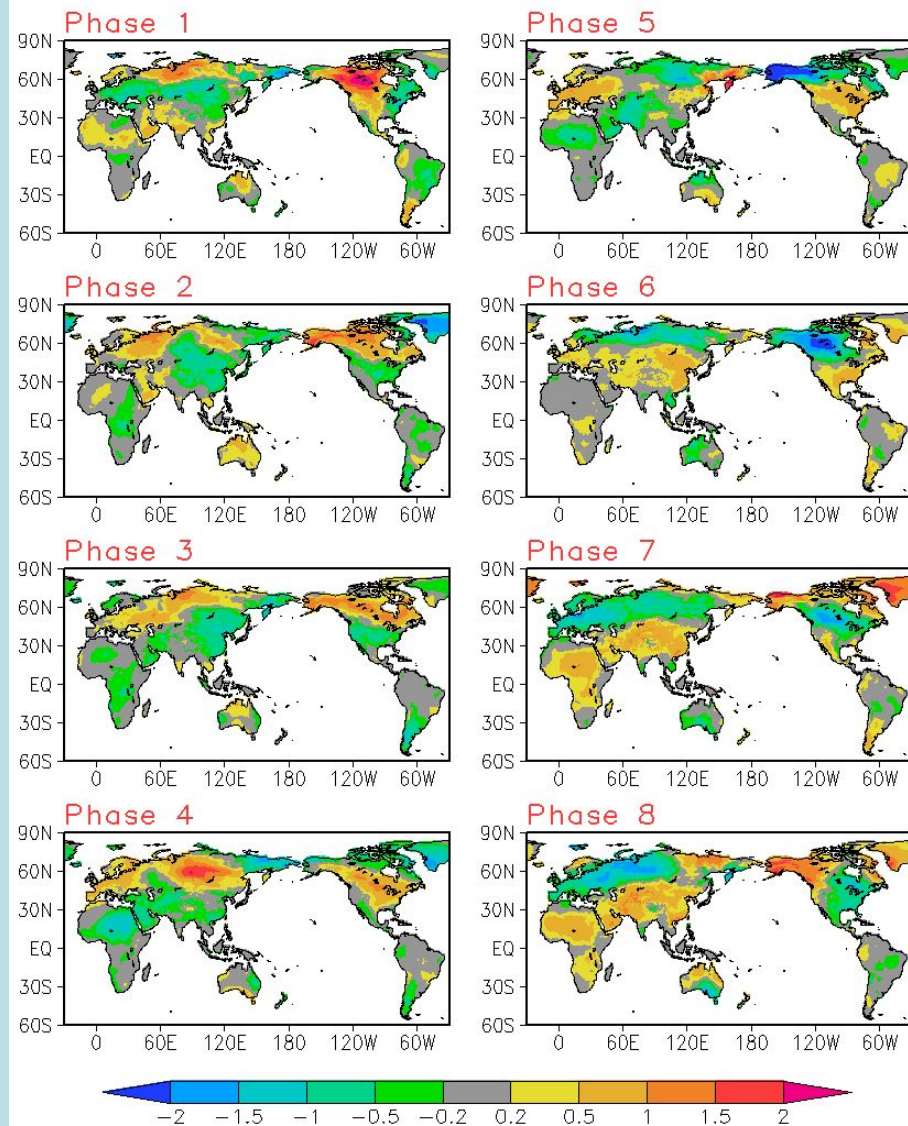 Phase 1
90N
60N
30N
EQ
30S
60S
0 60E 120E 180 120W 60W
Phase 5
90N
60N
30N
EQ
30S
60S
0 60E 120E 180 120W 60W
Phase 2
90N
60N
30N
EQ
30S
60S
0 60E 120E 180 120W 60W
Phase 6
90N
60N
30N
EQ
30S
60S
0 60E 120E 180 120W 60W
Phase 3
90N
60N
30N
EQ
30S
60S
0 60E 120E 180 120W 60W
Phase 7
90N
60N
30N
EQ
30S
60S
0 60E 120E 180 120W 60W
Phase 4
90N
60N
30N
EQ
30S
60S
0 60E 120E 180 120W 60W
Phase 8
90N
60N
30N
EQ
30S
60S
0 60E 120E 180 120W 60W
−2 −1.5 −1 −0.5 −0.2 0.2 0.5 1 1.5 2